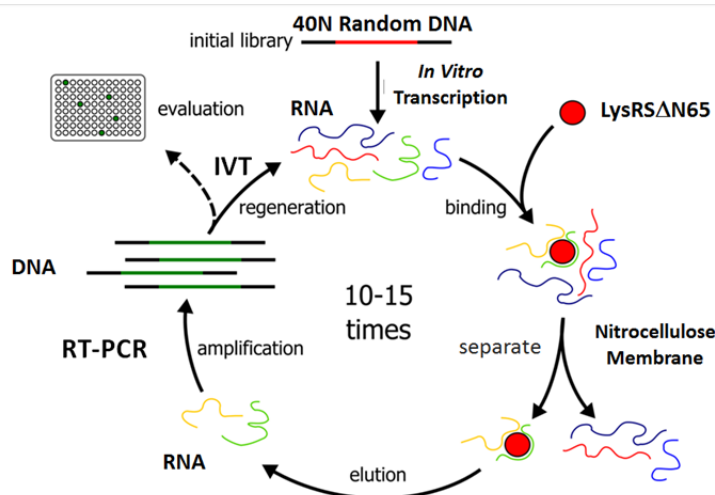 40N Random DNA
initial library
In Vitro
Transcription
RNA
LysRSΔN65
evaluation
IVT
regeneration
binding
DNA
10-15
times
RT-PCR
amplification
separate
Nitrocellulose
Membrane
RNA
elution